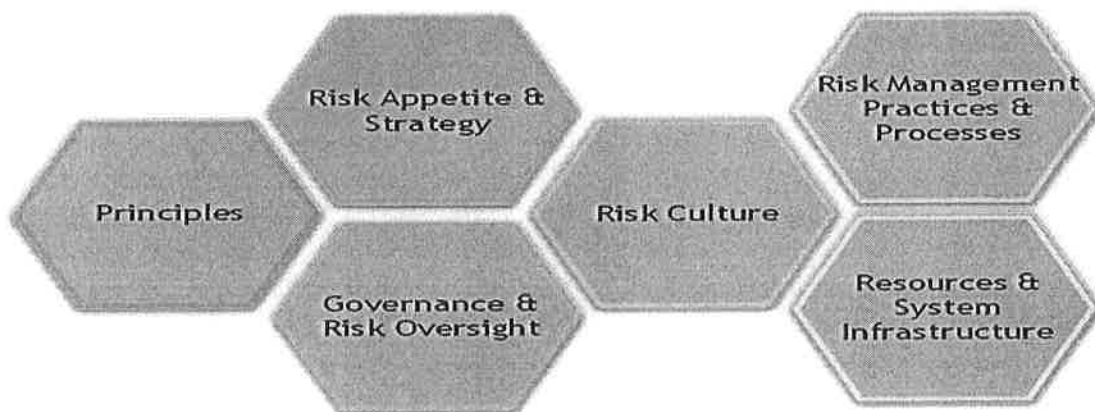 Principles
Risk Appetite &
Strategy
Governance &
Risk Oversight
Risk Culture
Risk Management
Practices &
Processes
Resources &
System
Infrastructure